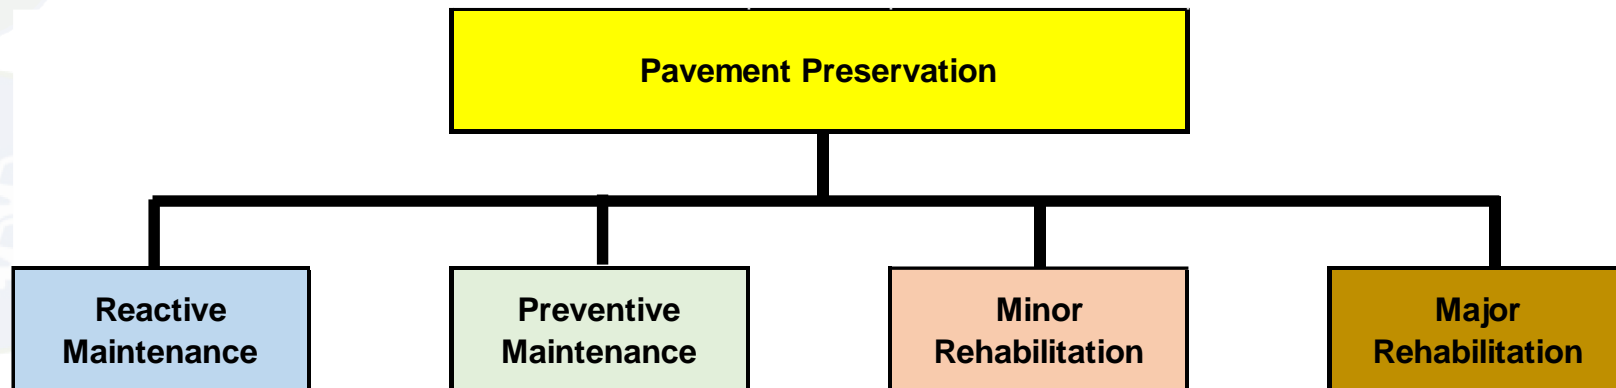 Pavement Preservation
Reactive
Maintenance
Preventive
Maintenance
Minor
Rehabilitation
Major
Rehabilitation